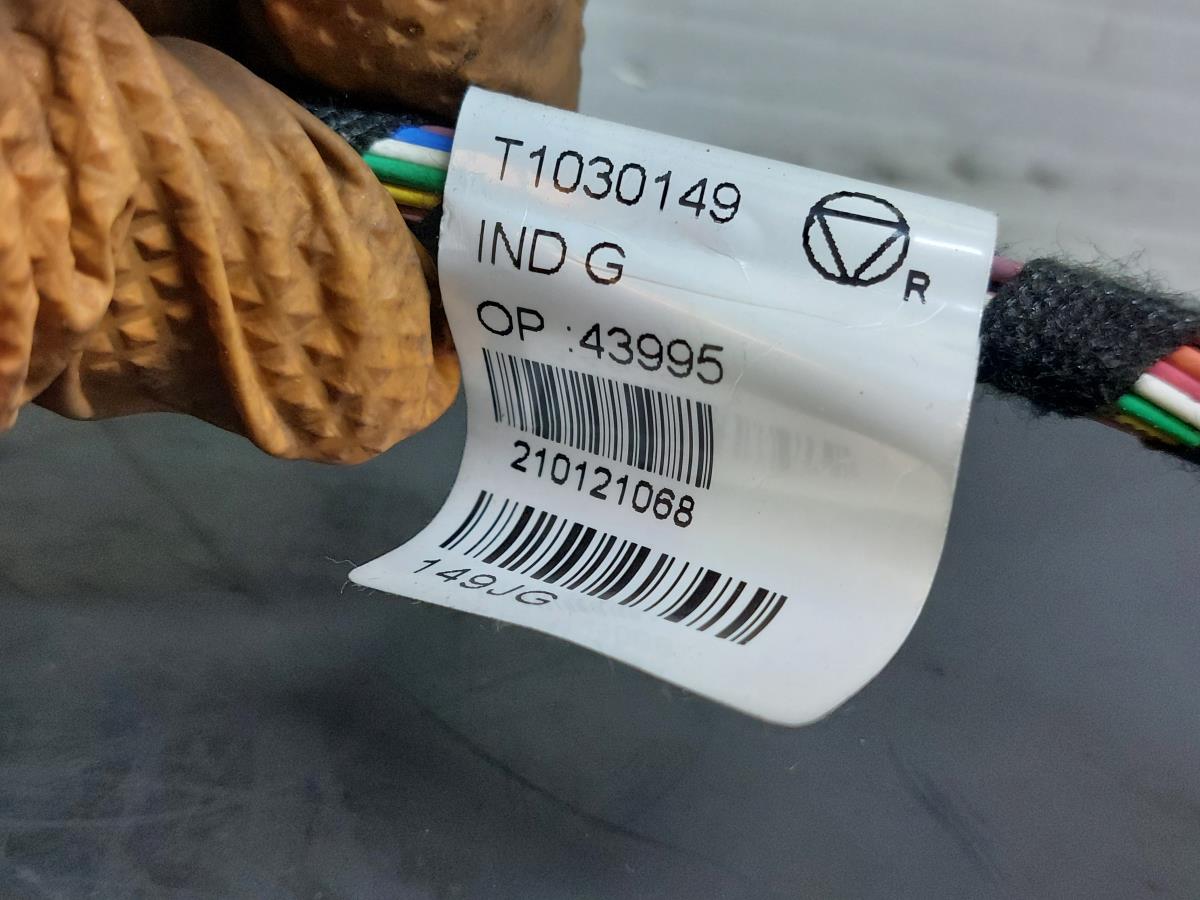 T1030149
R
IND G
OP :43995
210121068
149JG